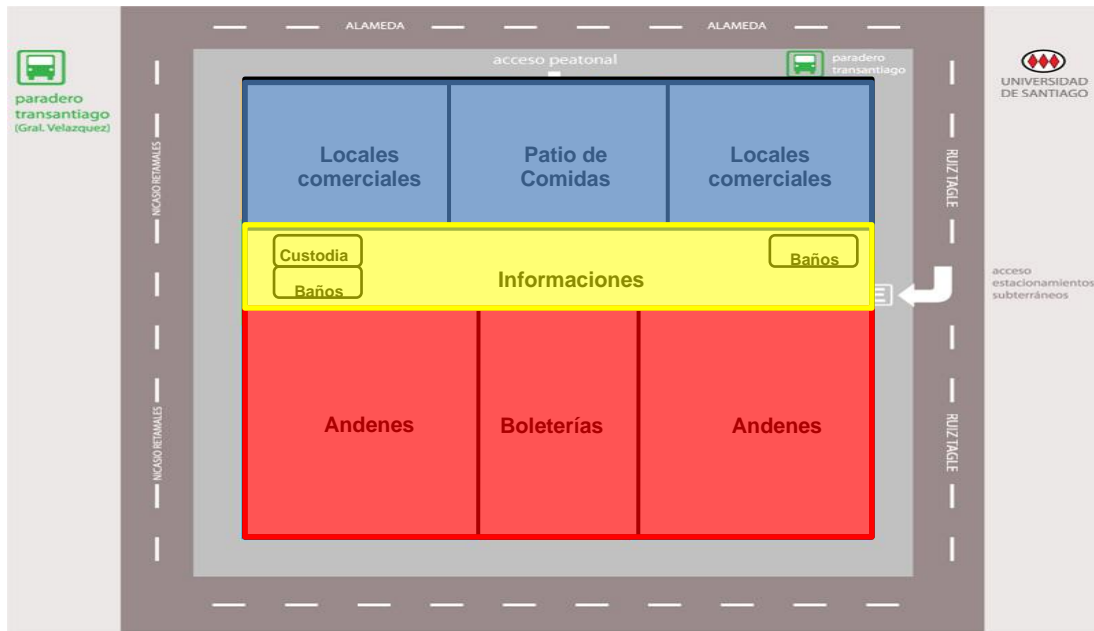 ALAMEDA
ALAMEDA
acceso peatonal
paradero
transantiago
paradero
transantiago
(Gral. Velazquez)
UNIVERSIDAD
DE SANTIAGO
NICASIO RETAMALES
RUIZ TAGLE
Locales
comerciales
Patio de
Comidas
Locales
comerciales
Custodia
Baños
Informaciones
Baños
E
acceso
estacionamientos
subterráneos
Andenes
Boleterías
Andenes
NICASIO RETAMALES
RUIZ TAGLE